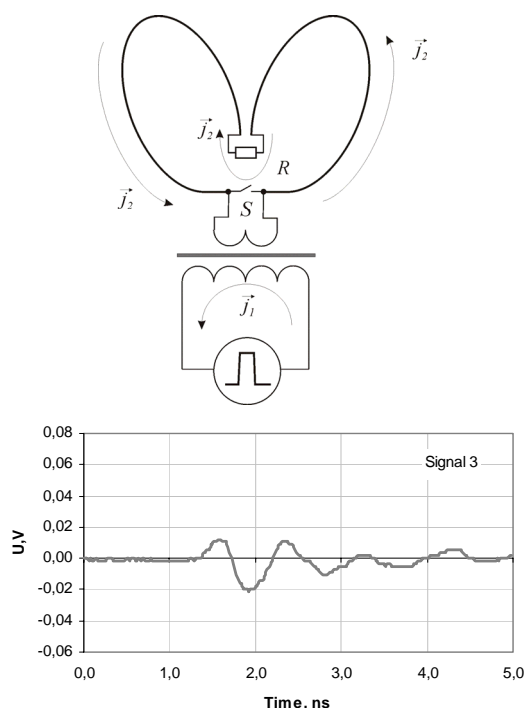 j₂
j₂
j₂
R
S
j₁
0,08
0,06
0,04
0,02
0,00
-0,02
-0,04
-0,06
U,V
Signal 3
0,0 1,0 2,0 3,0 4,0 5,0
Time, ns